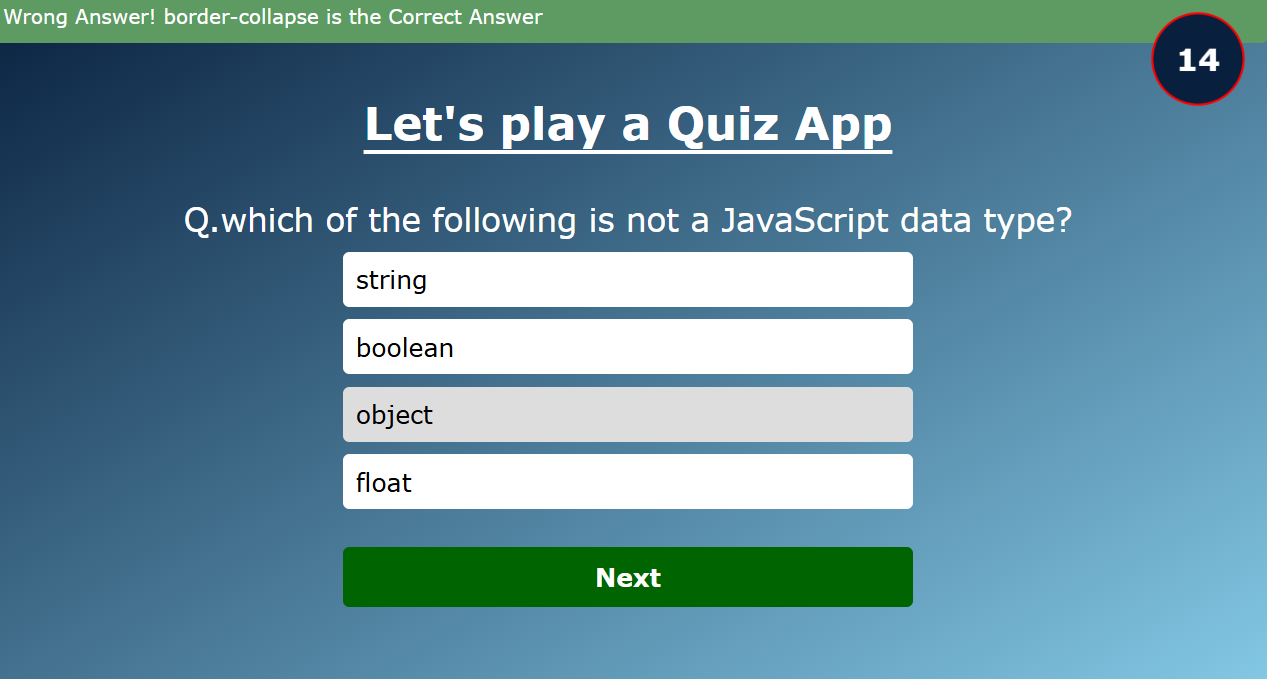 Wrong Answer! border-collapse is the Correct Answer
14
Let's play a Quiz App
Q.which of the following is not a JavaScript data type?
string
boolean
object
float
Next